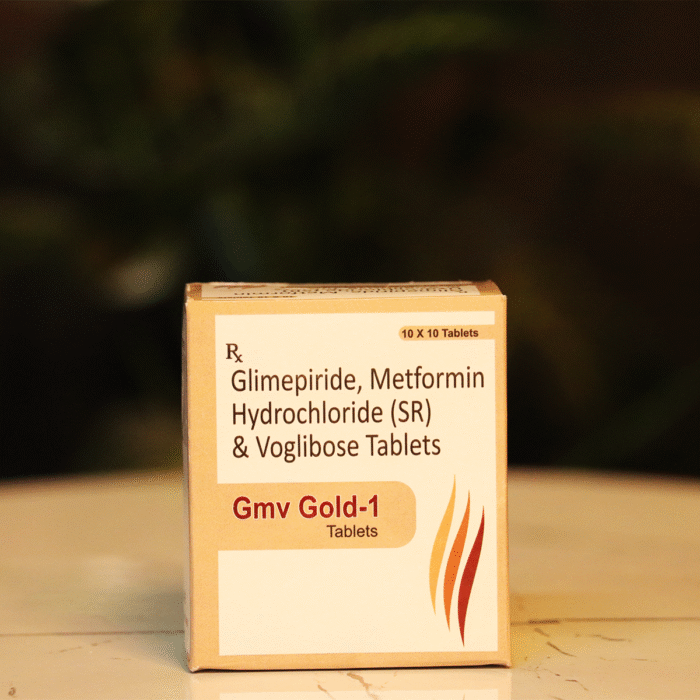 10 X 10 Tablets
Rx
Glimepiride, Metformin
Hydrochloride (SR)
& Voglibose Tablets
Gmv Gold-1
Tablets